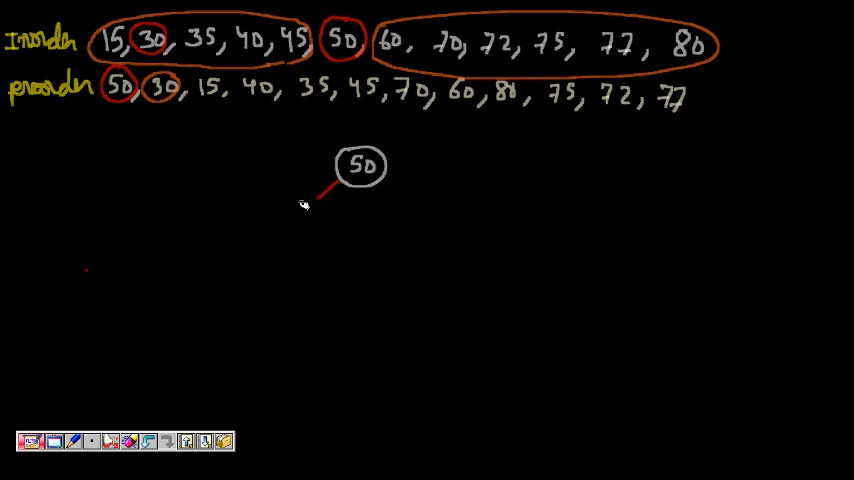 Inorder 15, 30, 35, 40, 45, 50, 60, 70, 72, 75, 77, 80
preorder 50, 30, 15, 40, 35, 45, 70, 60, 80, 75, 72, 77
50